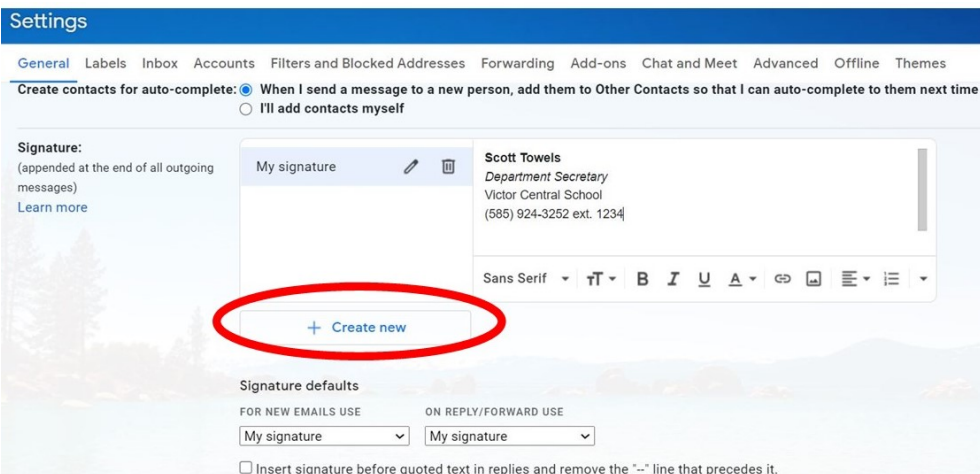 Settings
General Labels Inbox Accounts Filters and Blocked Addresses Forwarding Add-ons Chat and Meet Advanced Offline Themes
Create contacts for auto-complete: When I send a message to a new person, add them to Other Contacts so that I can auto-complete to them next time
I'll add contacts myself
Signature:
(appended at the end of all outgoing
messages)
Learn more
My signature
Scott Towels
Department Secretary
Victor Central School
(585) 924-3252 ext. 1234
Sans Serif
+ Create new
Signature defaults
FOR NEW EMAILS USE ON REPLY/FORWARD USE
My signature My signature
Insert signature before quoted text in replies and remove the "--" line that precedes it.